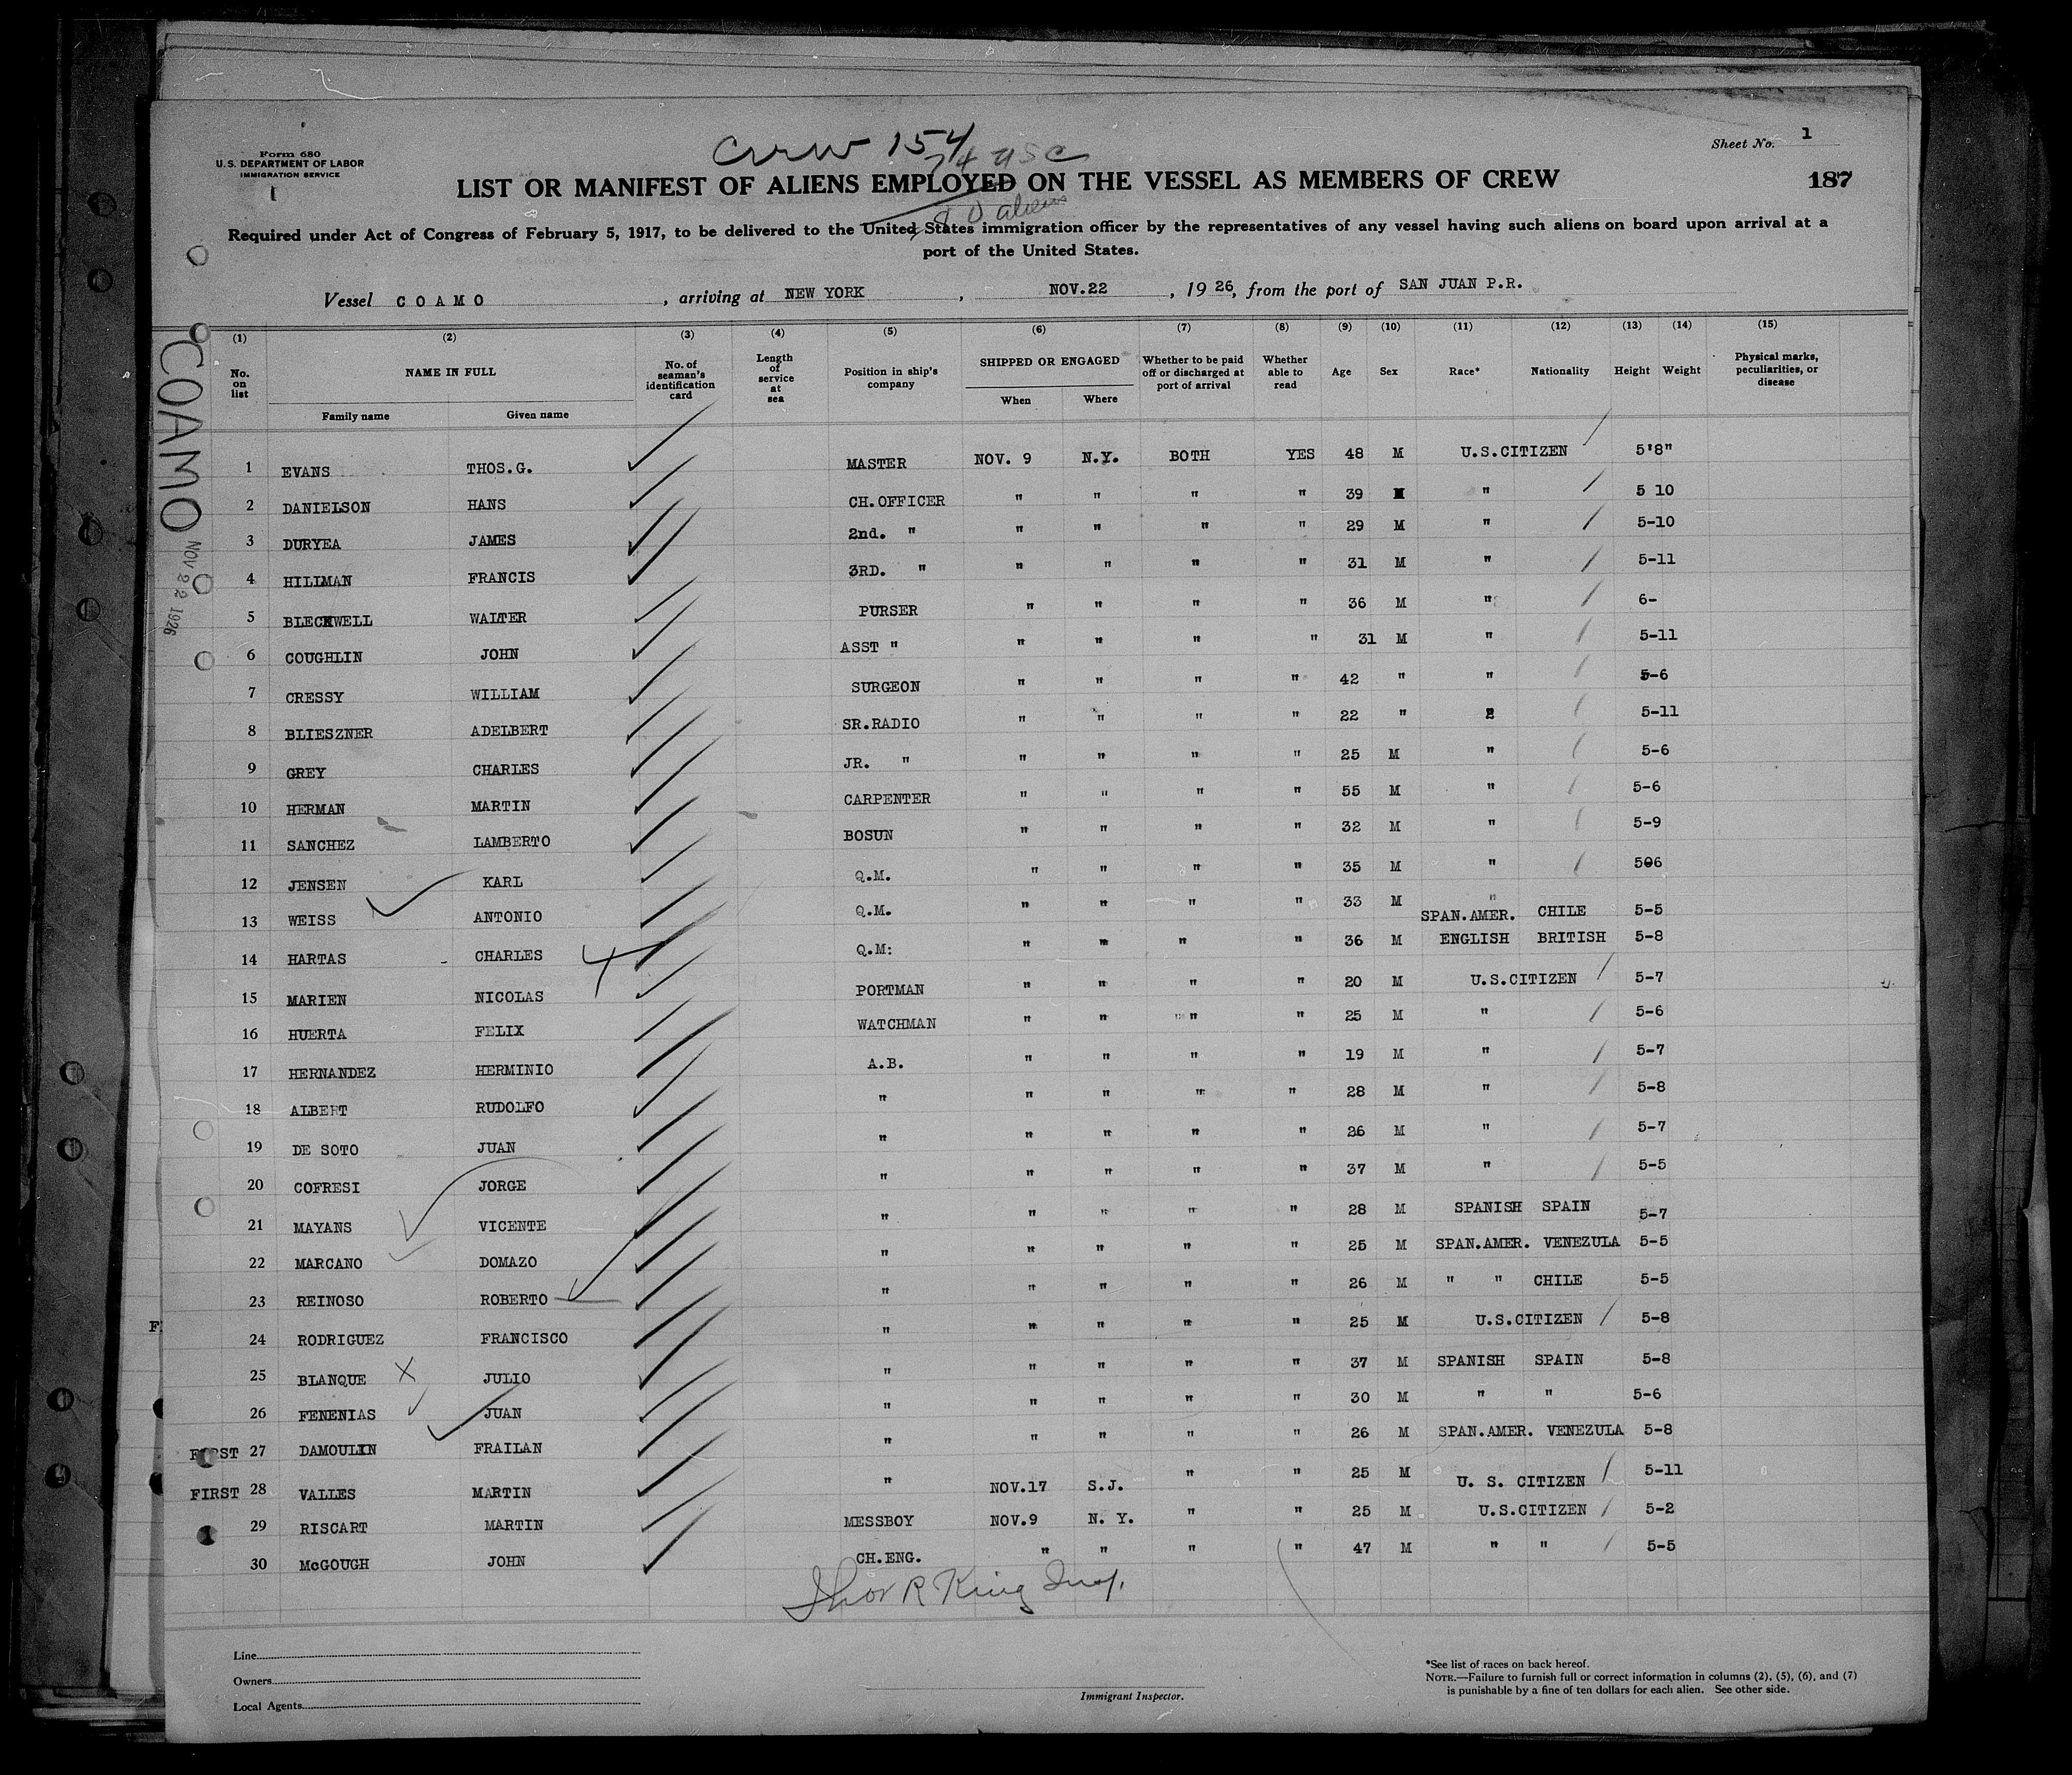 Crew 154
74 USC
80 aliens
Form 680
U.S. DEPARTMENT OF LABOR
IMMIGRATION SERVICE
1
Sheet No. 1
LIST OR MANIFEST OF ALIENS EMPLOYED ON THE VESSEL AS MEMBERS OF CREW
187
Required under Act of Congress of February 5, 1917, to be delivered to the United States immigration officer by the representatives of any vessel having such aliens on board upon arrival at a
port of the United States.
Vessel COAMO, arriving at NEW YORK, NOV.22, 1926, from the port of SAN JUAN P.R.
COAMO
NOV 22 1926
(1) (2) (3) (4) (5) (6) (7) (8) (9) (10) (11) (12) (13) (14) (15)
No. on list NAME IN FULL No. of seaman's identification card Length of service at sea Position in ship's company SHIPPED OR ENGAGED Whether to be paid off or discharged at port of arrival Whether able to read Age Sex Race* Nationality Height Weight Physical marks, peculiarities, or disease
Family name Given name When Where
1 EVANS THOS.G. MASTER NOV. 9 N.Y. BOTH YES 48 M U.S.CITIZEN 5'8"
2 DANIELSON HANS CH.OFFICER " " " " 39 M " 5 10
3 DURYEA JAMES 2nd. " " " " " 29 M " 5-10
4 HILLMAN FRANCIS 3RD. " " " " " 31 M " 5-11
5 BLECKWELL WALTER PURSER " " " " 36 M " 6-
6 COUGHLIN JOHN ASST " " " " " 31 M " 5-11
7 CRESSY WILLIAM SURGEON " " " " 42 " " 5-6
8 BLIESZNER ADELBERT SR.RADIO " " " " 22 " 2 5-11
9 GREY CHARLES JR. " " " " " 25 M " 5-6
10 HERMAN MARTIN CARPENTER " " " " 55 M " 5-6
11 SANCHEZ LAMBERTO BOSUN " " " " 32 M " 5-9
12 JENSEN KARL Q.M. " " " " 35 M " 506
13 WEISS ANTONIO Q.M. " " " " 33 M " SPAN.AMER. CHILE 5-5
14 HARTAS CHARLES Q.M: " " " " 36 M ENGLISH BRITISH 5-8
15 MARIEN NICOLAS PORTMAN " " " " 20 M U.S.CITIZEN 5-7
16 HUERTA FELIX WATCHMAN " " " " 25 M " 5-6
17 HERNANDEZ HERMINIO A.B. " " " " 19 M " 5-7
18 ALBERT RUDOLFO " " " " " 28 M " 5-8
19 DE SOTO JUAN " " " " " 26 M " 5-7
20 COFRESI JORGE " " " " " 37 M " 5-5
21 MAYANS VICENTE " " " " " 28 M SPANISH SPAIN 5-7
22 MARCANO DOMAZO " " " " " 25 M SPAN.AMER. VENEZULA 5-5
23 REINOSO ROBERTO " " " " " 26 M " " CHILE 5-5
24 RODRIGUEZ FRANCISCO " " " " " 25 M U.S.CITIZEN 5-8
25 BLANQUE JULIO " " " " " 37 M SPANISH SPAIN 5-8
26 FENENIAS JUAN " " " " " 30 M " " 5-6
FIRST 27 DAMOULIN FRAILAN " " " " " 26 M SPAN.AMER. VENEZULA 5-8
FIRST 28 VALLES MARTIN " NOV.17 S.J. " " 25 M U. S. CITIZEN 5-11
29 RISCART MARTIN MESSBOY NOV.9 N. Y. " " 25 M U.S.CITIZEN 5-2
30 McGOUGH JOHN CH.ENG. " " " " 47 M " " 5-5
Thor R King Insp.
Line
Owners
Local Agents
Immigrant Inspector.
*See list of races on back hereof.
NOTE.—Failure to furnish full or correct information in columns (2), (5), (6), and (7)
is punishable by a fine of ten dollars for each alien. See other side.